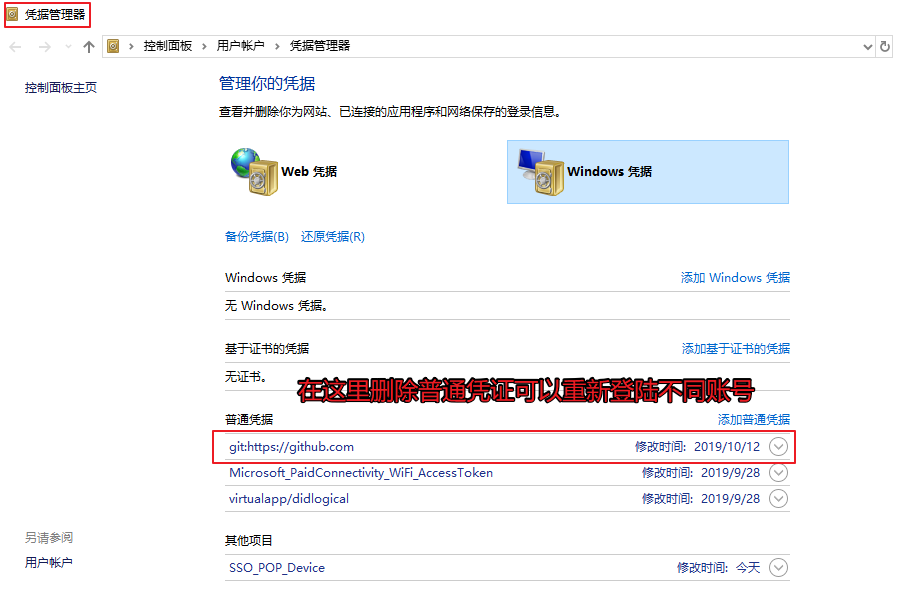 凭据管理器
控制面板 › 用户帐户 › 凭据管理器
控制面板主页
管理你的凭据
查看并删除你为网站、已连接的应用程序和网络保存的登录信息。
Web 凭据
Windows 凭据
备份凭据(B) 还原凭据(R)
Windows 凭据 添加 Windows 凭据
无 Windows 凭据。
基于证书的凭据 添加基于证书的凭据
无证书。
在这里删除普通凭证可以重新登陆不同账号
普通凭据 添加普通凭据
git:https://github.com 修改时间: 2019/10/12
Microsoft_PaidConnectivity_WiFi_AccessToken 修改时间: 2019/9/28
virtualapp/didlogical 修改时间: 2019/9/28
其他项目
SSO_POP_Device 修改时间: 今天
另请参阅
用户帐户